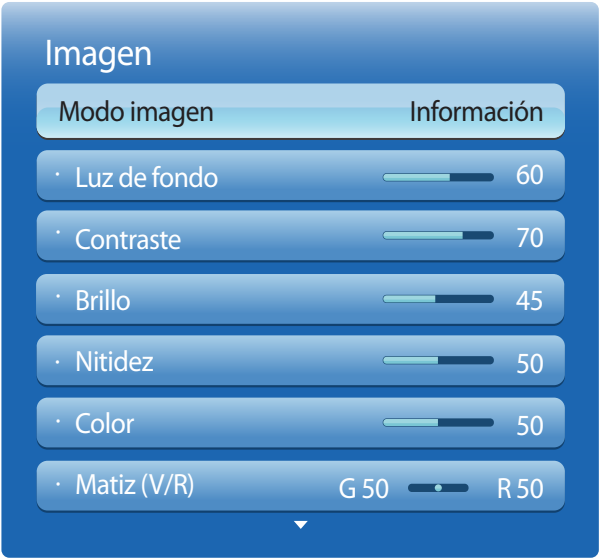 Imagen
Modo imagen Información
· Luz de fondo 60
· Contraste 70
· Brillo 45
· Nitidez 50
· Color 50
· Matiz (V/R) G 50 R 50